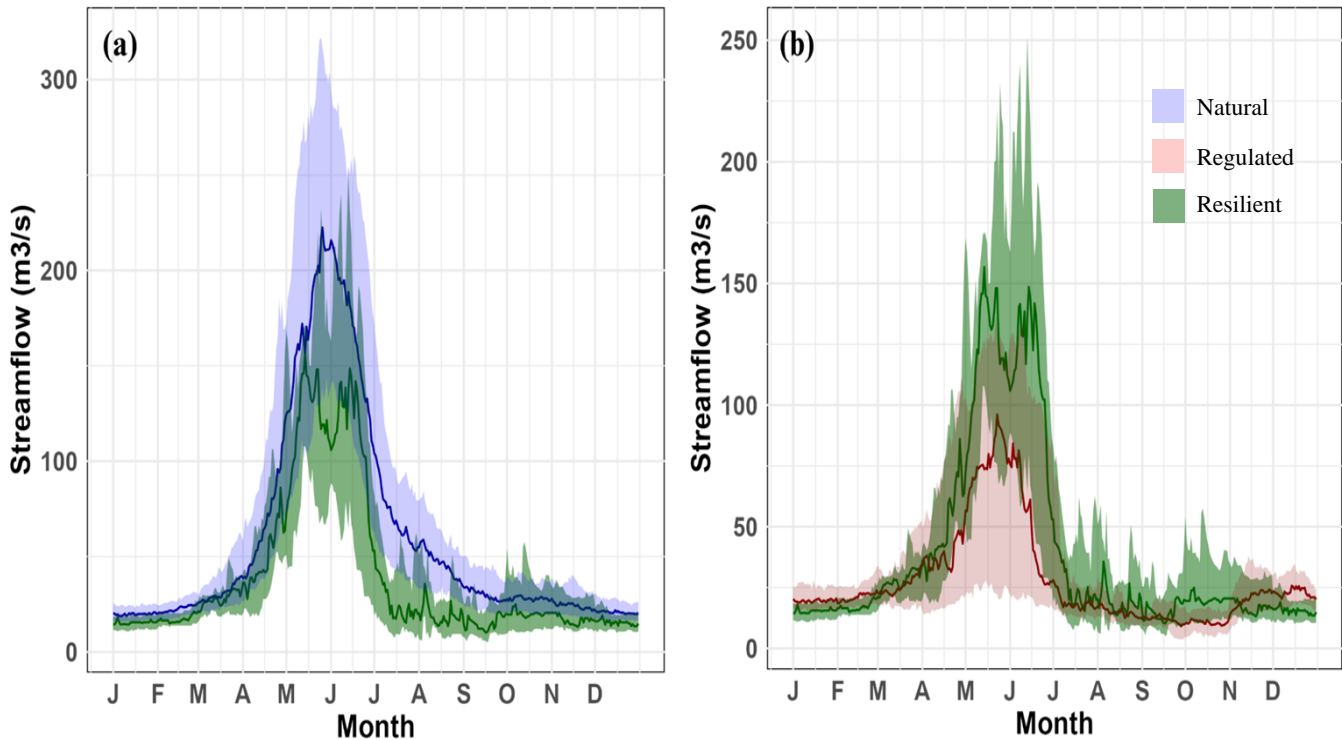 (a)
300
200
100
0
Streamflow (m3/s)
J F M A M J J A S O N D
Month
(b)
250
200
150
100
50
0
Streamflow (m3/s)
J F M A M J J A S O N D
Month
Natural
Regulated
Resilient